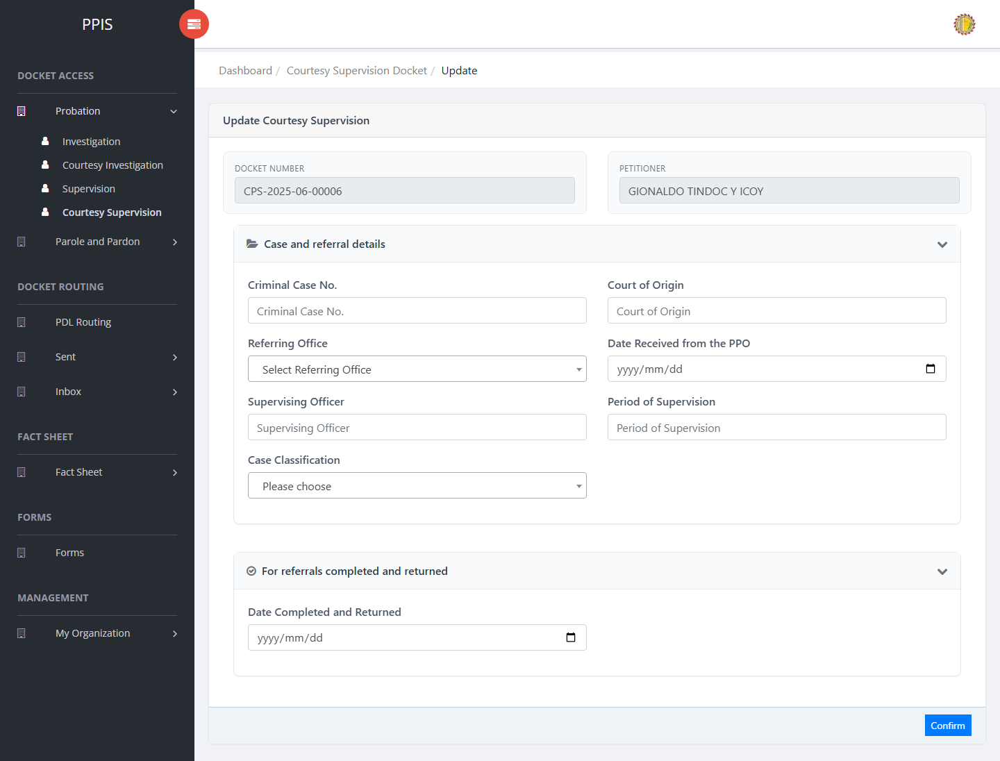 PPIS
DOCKET ACCESS
Probation
Investigation
Courtesy Investigation
Supervision
Courtesy Supervision
Parole and Pardon
DOCKET ROUTING
PDL Routing
Sent
Inbox
FACT SHEET
Fact Sheet
FORMS
Forms
MANAGEMENT
My Organization
Dashboard / Courtesy Supervision Docket / Update
Update Courtesy Supervision
DOCKET NUMBER
CPS-2025-06-00006
PETITIONER
GIONALDO TINDOC Y ICOY
Case and referral details
Criminal Case No.
Criminal Case No.
Court of Origin
Court of Origin
Referring Office
Select Referring Office
Date Received from the PPO
yyyy/mm/dd
Supervising Officer
Supervising Officer
Period of Supervision
Period of Supervision
Case Classification
Please choose
For referrals completed and returned
Date Completed and Returned
yyyy/mm/dd
Confirm